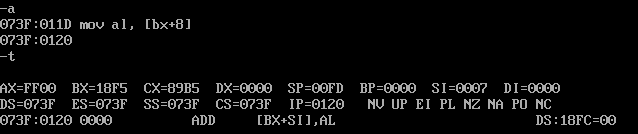 -a
073F:011D mov al, [bx+8]
073F:0120
-t
AX=FF00 BX=18F5 CX=89B5 DX=0000 SP=00FD BP=0000 SI=0007 DI=0000
DS=073F ES=073F SS=073F CS=073F IP=0120 NV UP EI PL NZ NA PO NC
073F:0120 0000 ADD [BX+SI],AL DS:18FC=00